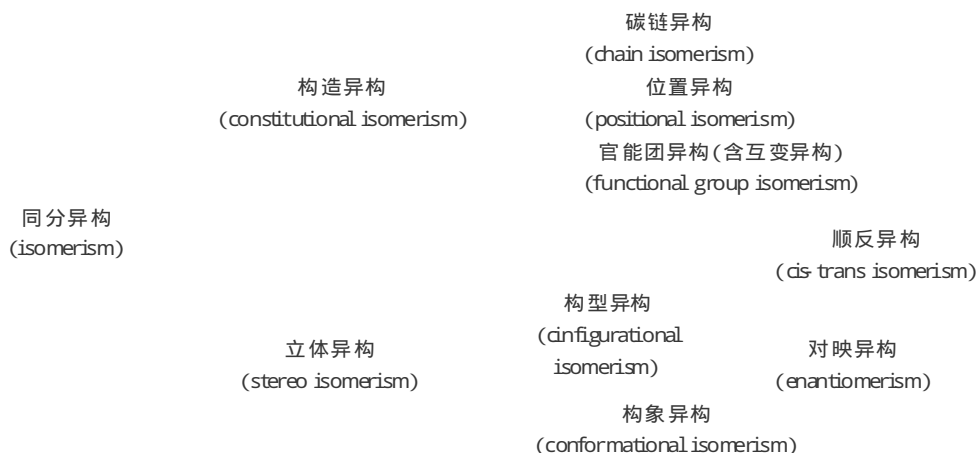 碳链异构
(chain isomerism)
构造异构
位置异构
(constitutional isomerism)
(positional isomerism)
官能团异构(含互变异构)
(functional group isomerism)
同分异构
(isomerism)
顺反异构
(cis-trans isomerism)
构型异构
(cinfigurational
isomerism)
立体异构
(stereo isomerism)
对映异构
(enantiomerism)
构象异构
(conformational isomerism)